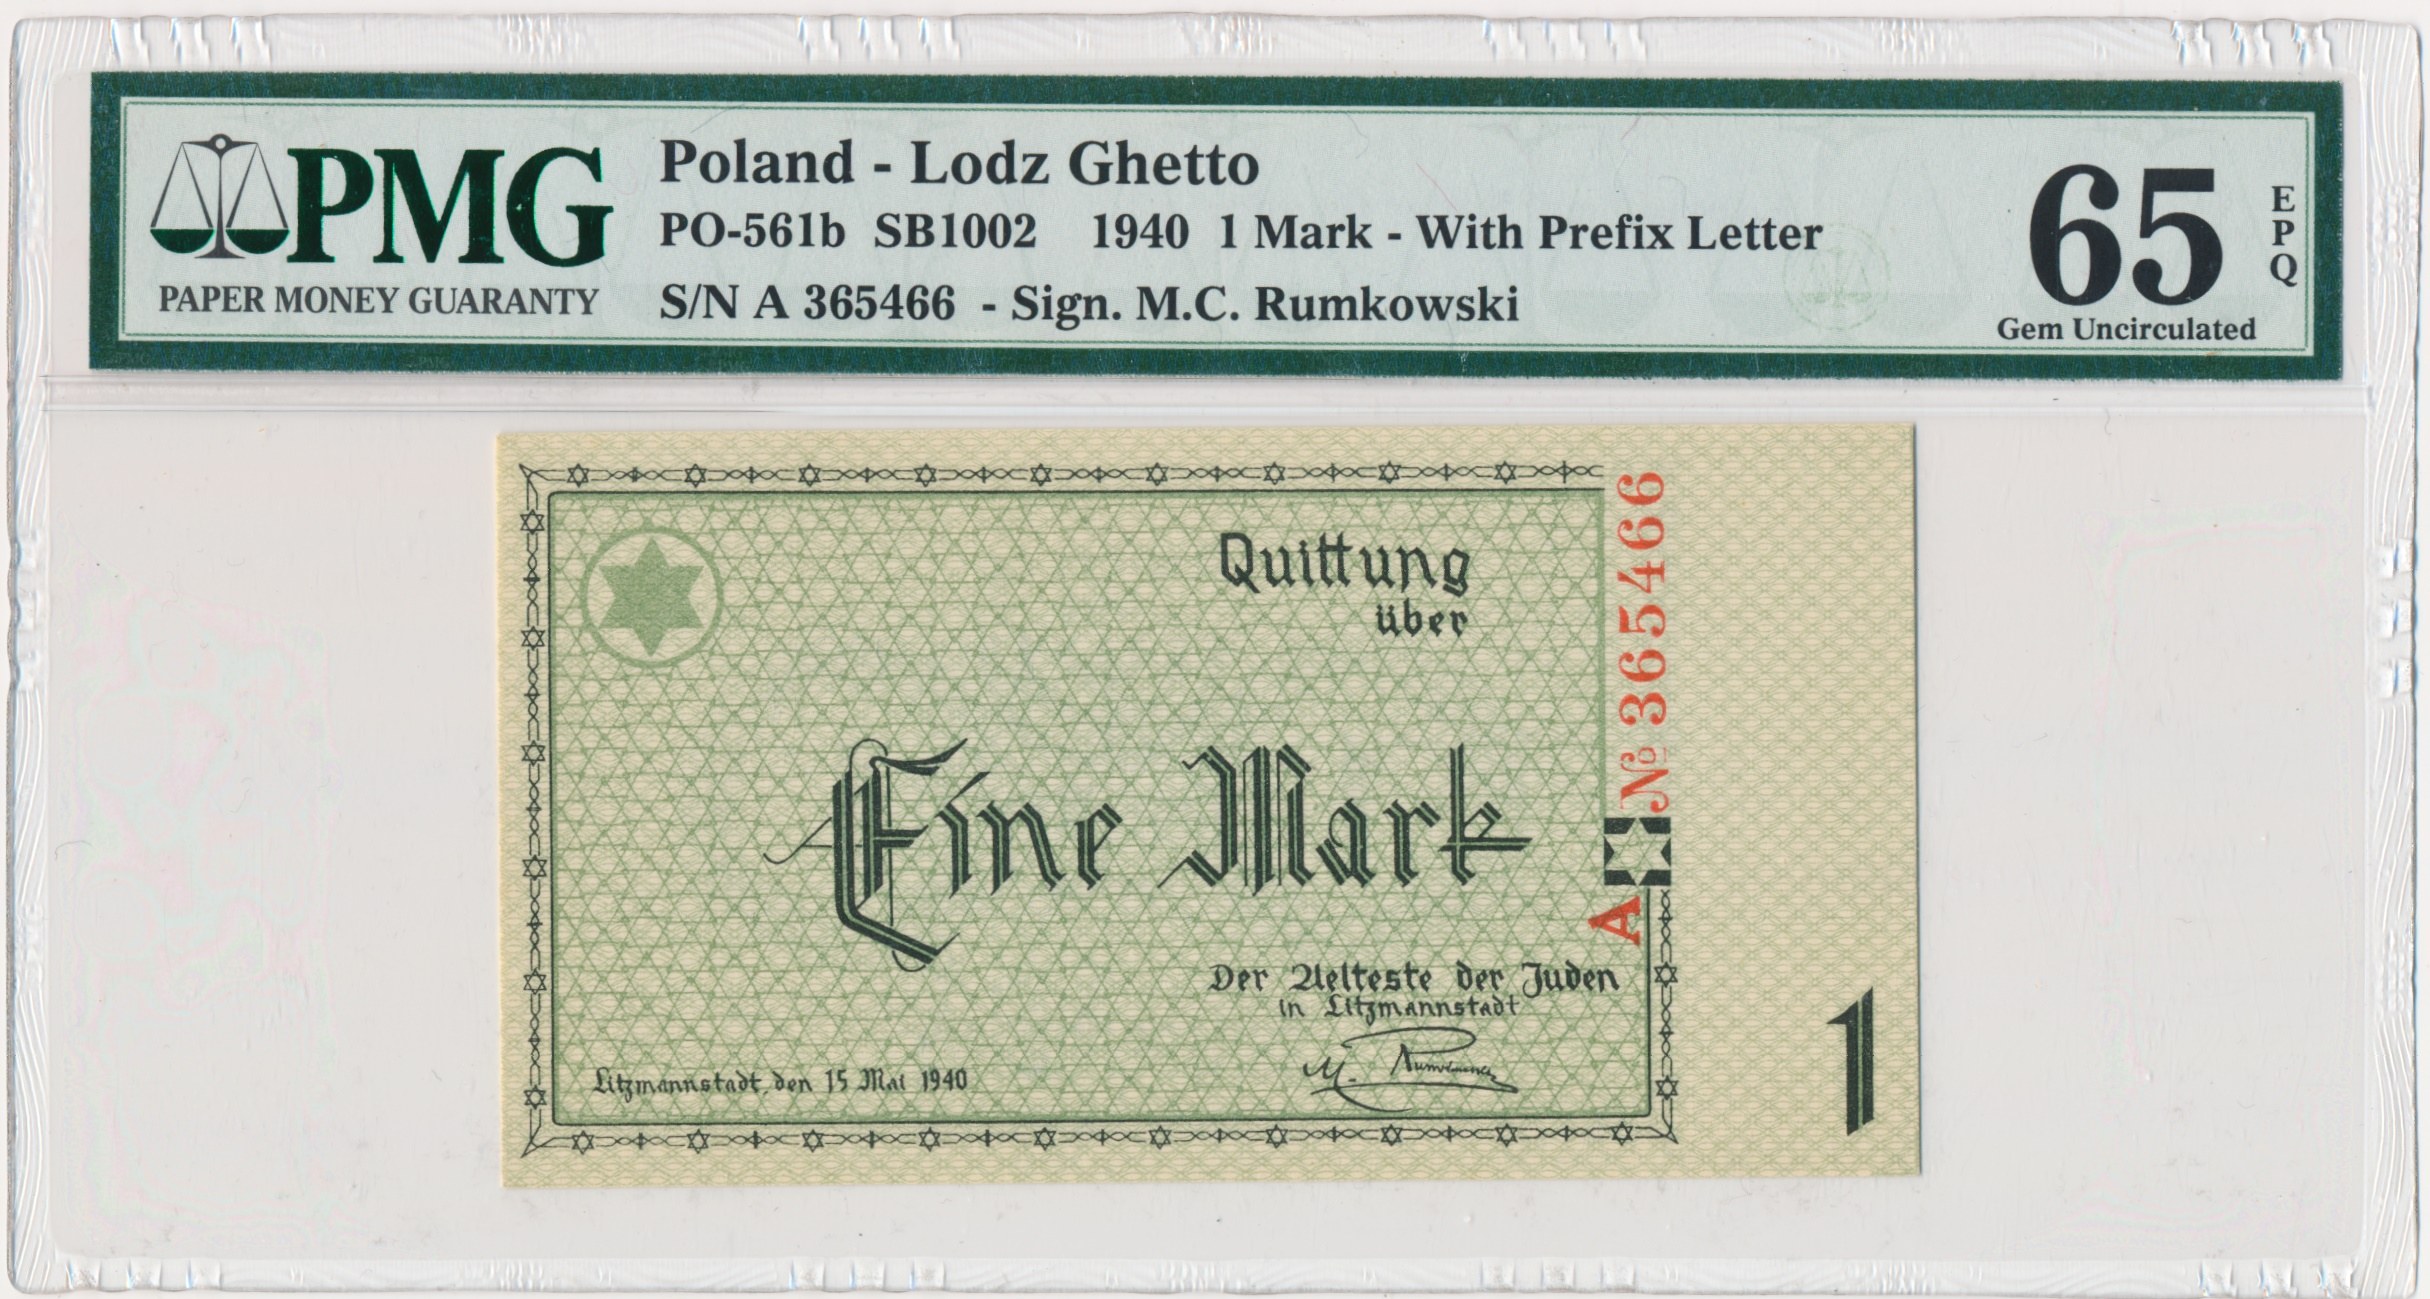 PMG
PAPER MONEY GUARANTY
Poland - Lodz Ghetto
PO-561b SB1002 1940 1 Mark - With Prefix Letter
S/N A 365466 - Sign. M.C. Rumkowski
65
EPQ
Gem Uncirculated
Quittung
über
Eine Mark
A № 365466
Der Aelteste der Juden
in Litzmannstadt
M. Rumkowski
Litzmannstadt, den 15 Mai 1940
1